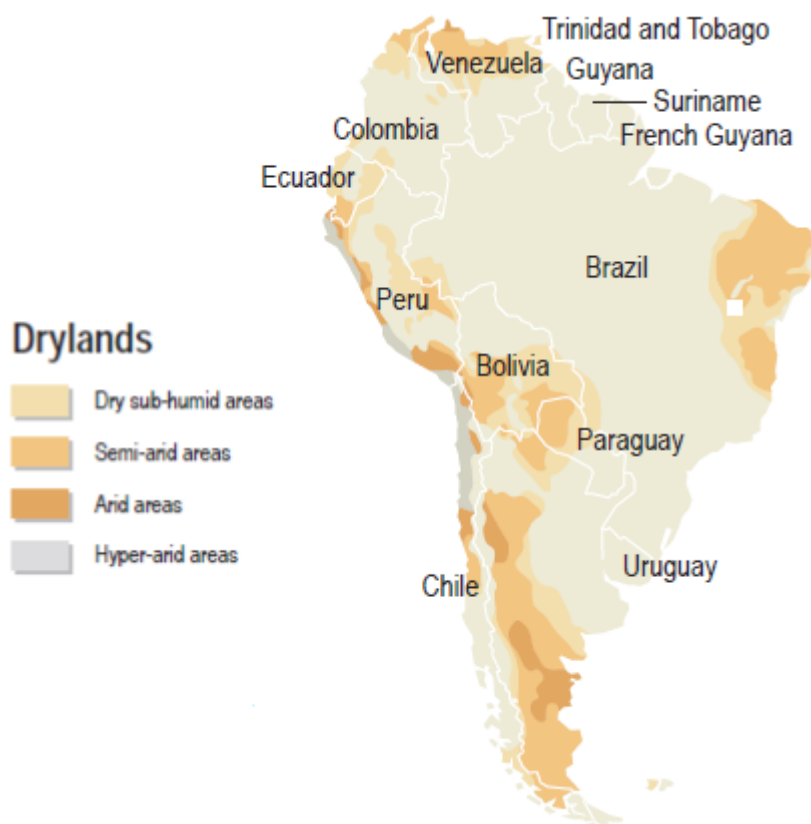 Trinidad and Tobago
Venezuela
Guyana
Suriname
French Guyana
Colombia
Ecuador
Brazil
Peru
Bolivia
Paraguay
Uruguay
Chile
Drylands
Dry sub-humid areas
Semi-arid areas
Arid areas
Hyper-arid areas